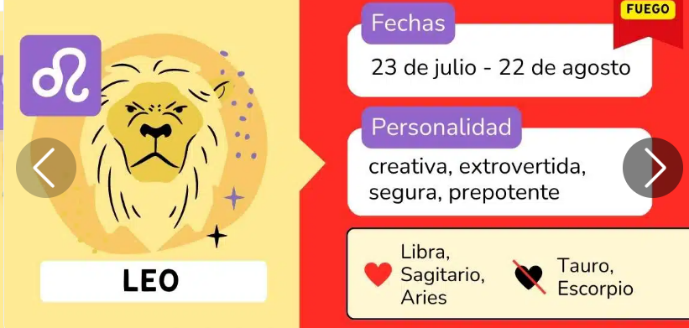 FUEGO
Fechas
23 de julio - 22 de agosto
Personalidad
creativa, extrovertida,
segura, prepotente
Libra,
Sagitario,
Aries
Tauro,
Escorpio
LEO